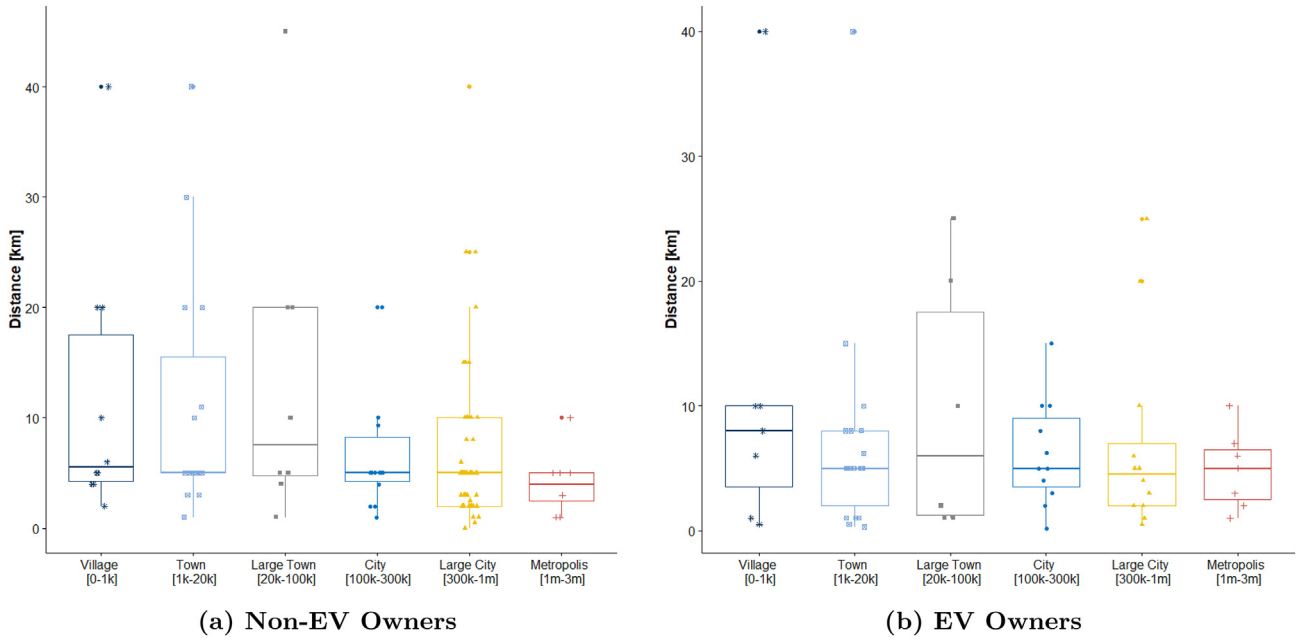 Distance [km]
40
30
20
10
0
Village
[0-1k]
Town
[1k-20k]
Large Town
[20k-100k]
City
[100k-300k]
Large City
[300k-1m]
Metropolis
[1m-3m]
(a) Non-EV Owners
Distance [km]
40
30
20
10
0
Village
[0-1k]
Town
[1k-20k]
Large Town
[20k-100k]
City
[100k-300k]
Large City
[300k-1m]
Metropolis
[1m-3m]
(b) EV Owners